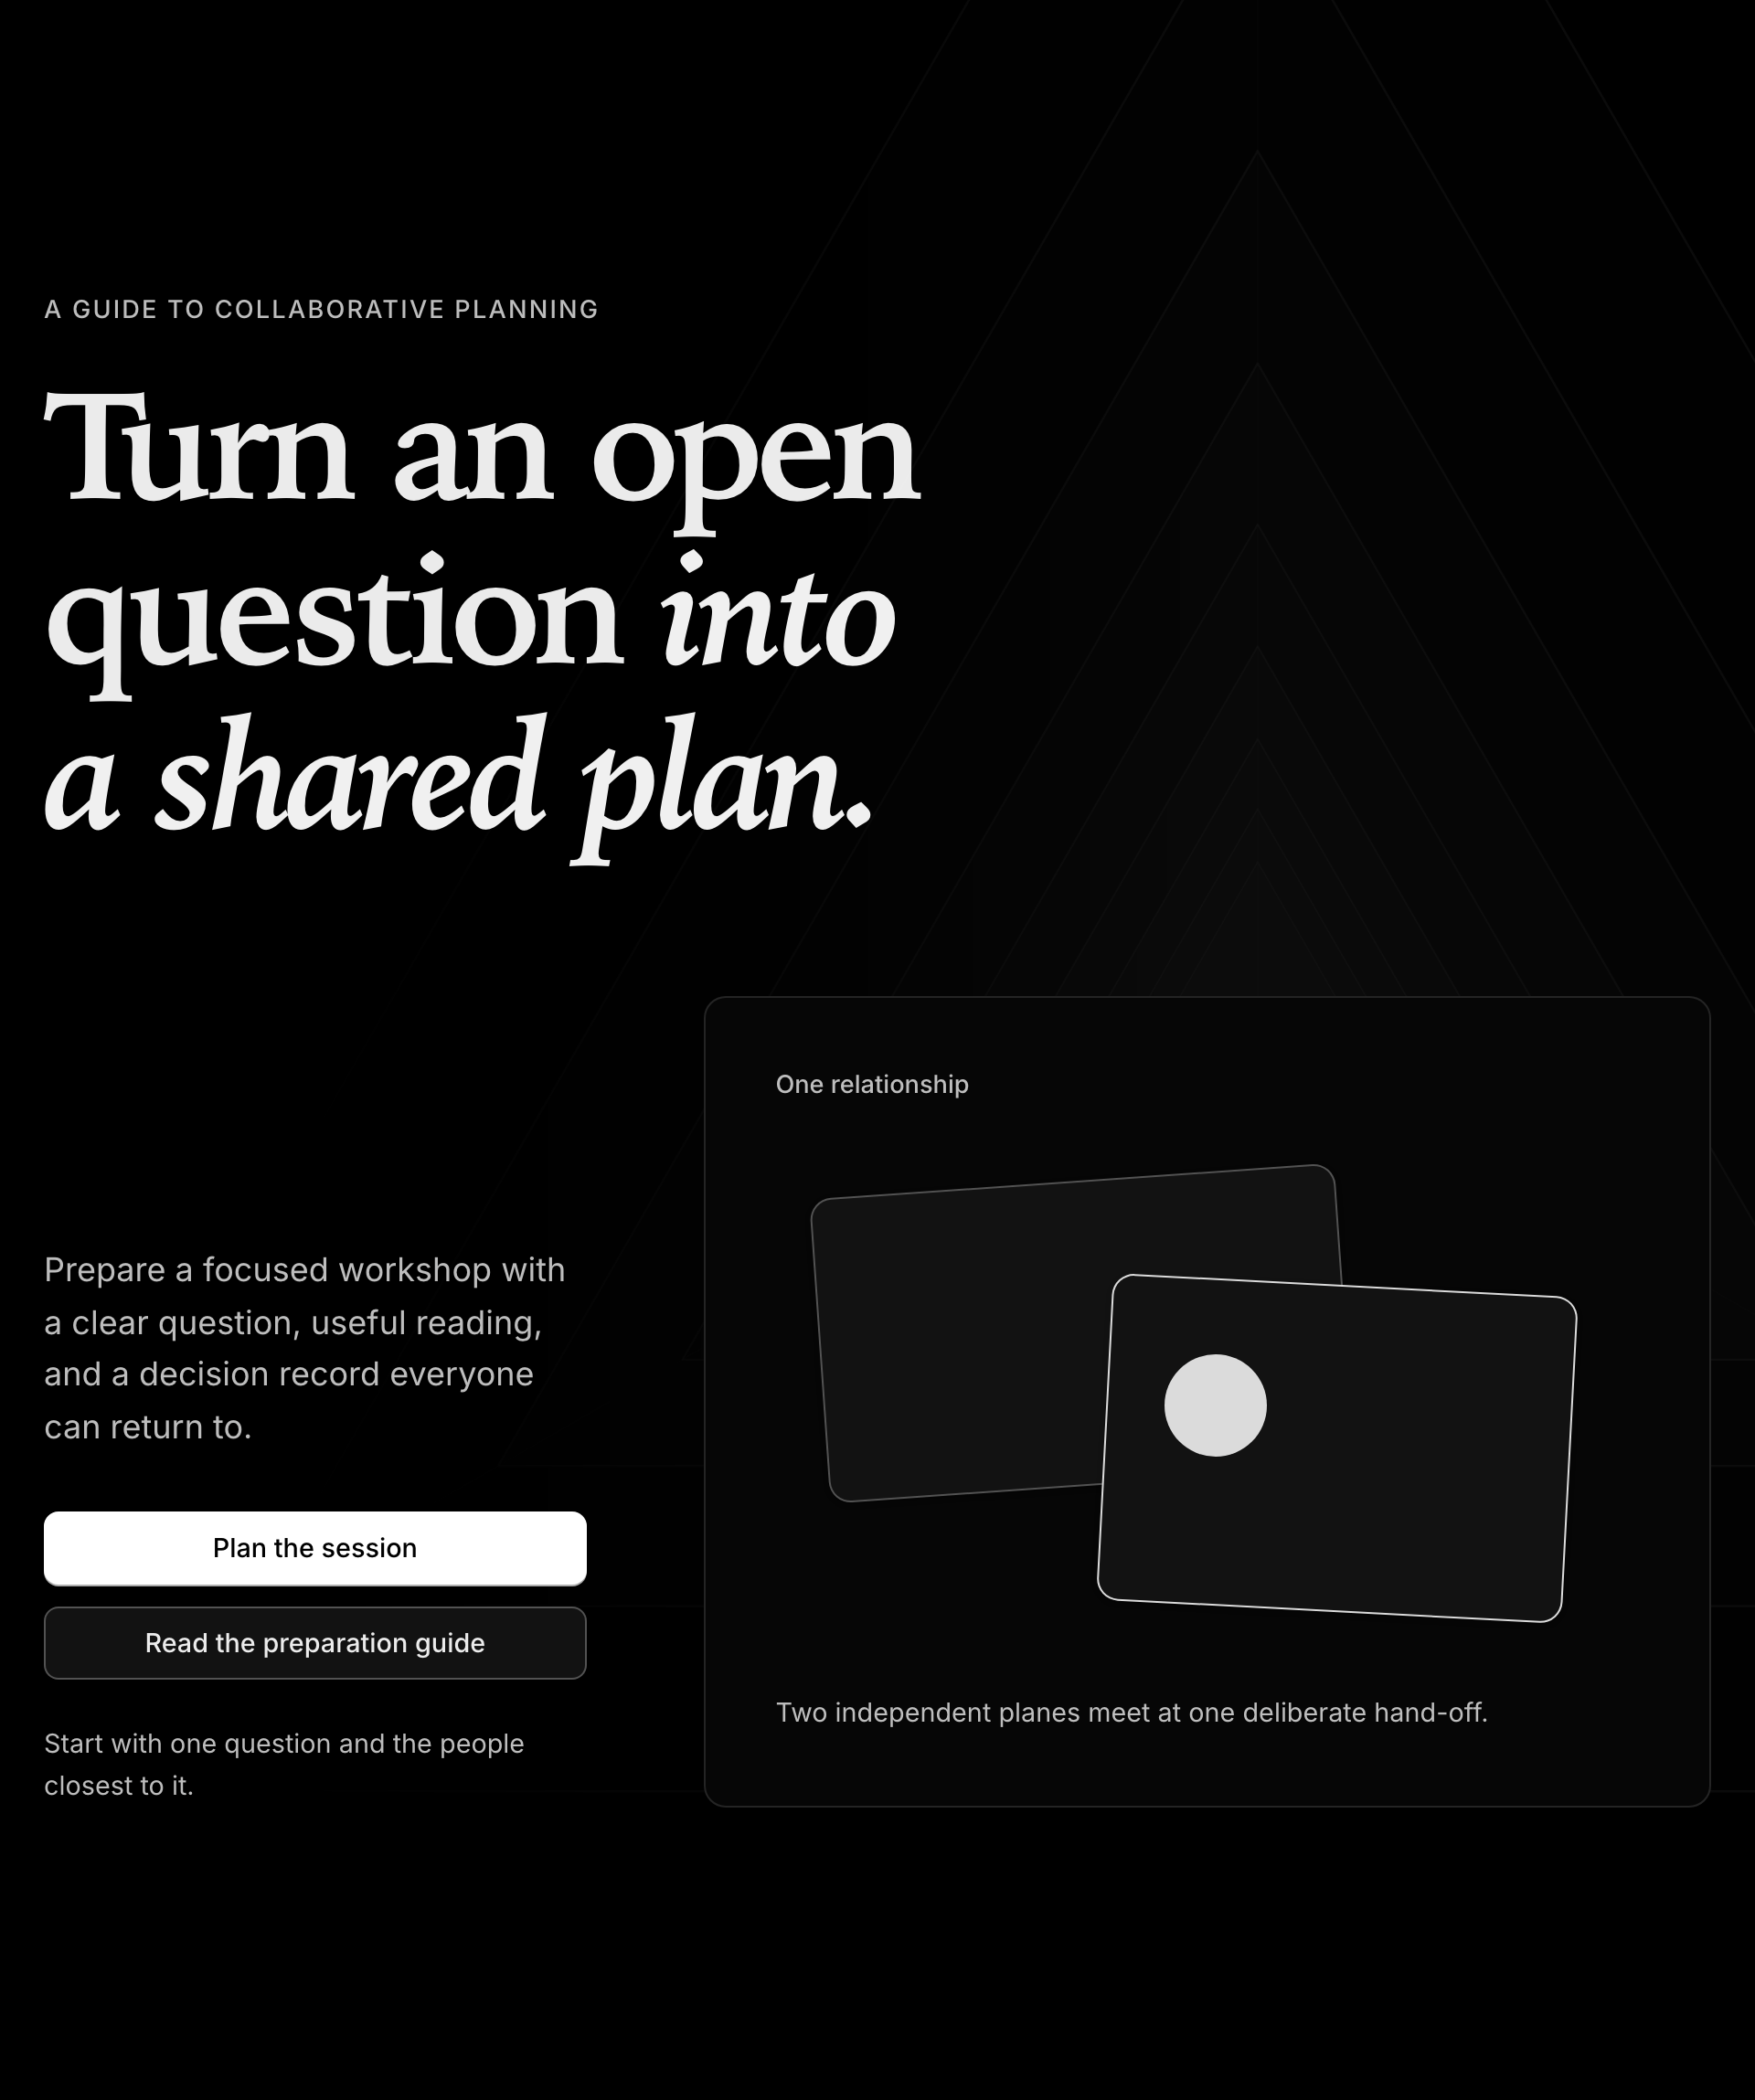 A GUIDE TO COLLABORATIVE PLANNING
Turn an open
question into
a shared plan.
Prepare a focused workshop with
a clear question, useful reading,
and a decision record everyone
can return to.
Plan the session
Read the preparation guide
Start with one question and the people
closest to it.
One relationship
Two independent planes meet at one deliberate hand-off.